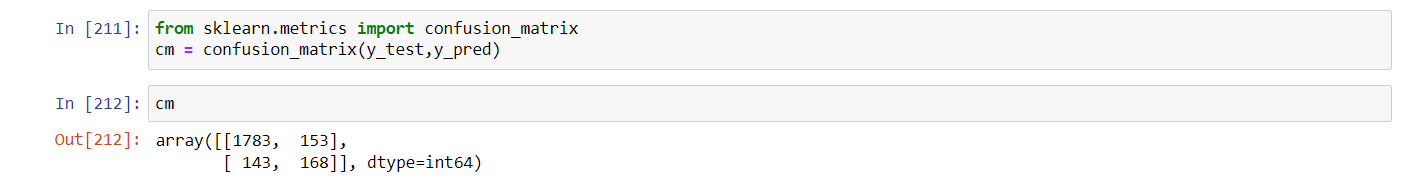 In [211]: from sklearn.metrics import confusion_matrix
cm = confusion_matrix(y_test,y_pred)
In [212]: cm
Out[212]: array([[1783,  153],
       [ 143,  168]], dtype=int64)